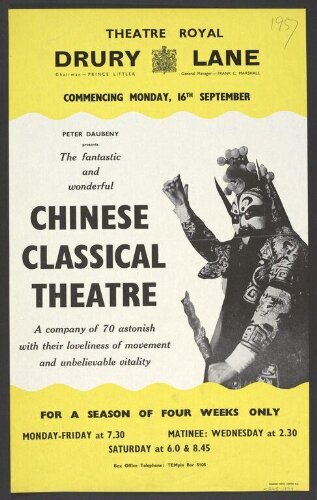 1957
THEATRE ROYAL
DRURY LANE
Chairman — PRINCE LITTLER General Manager — FRANK C. MARSHALL
COMMENCING MONDAY, 16TH SEPTEMBER
PETER DAUBENY
presents
The fantastic
and
wonderful
CHINESE
CLASSICAL
THEATRE
A company of 70 astonish
with their loveliness of movement
and unbelievable vitality
FOR A SEASON OF FOUR WEEKS ONLY
MONDAY-FRIDAY at 7.30 MATINEE: WEDNESDAY at 2.30
SATURDAY at 6.0 & 8.45
Box Office Telephone: TEMple Bar 8108